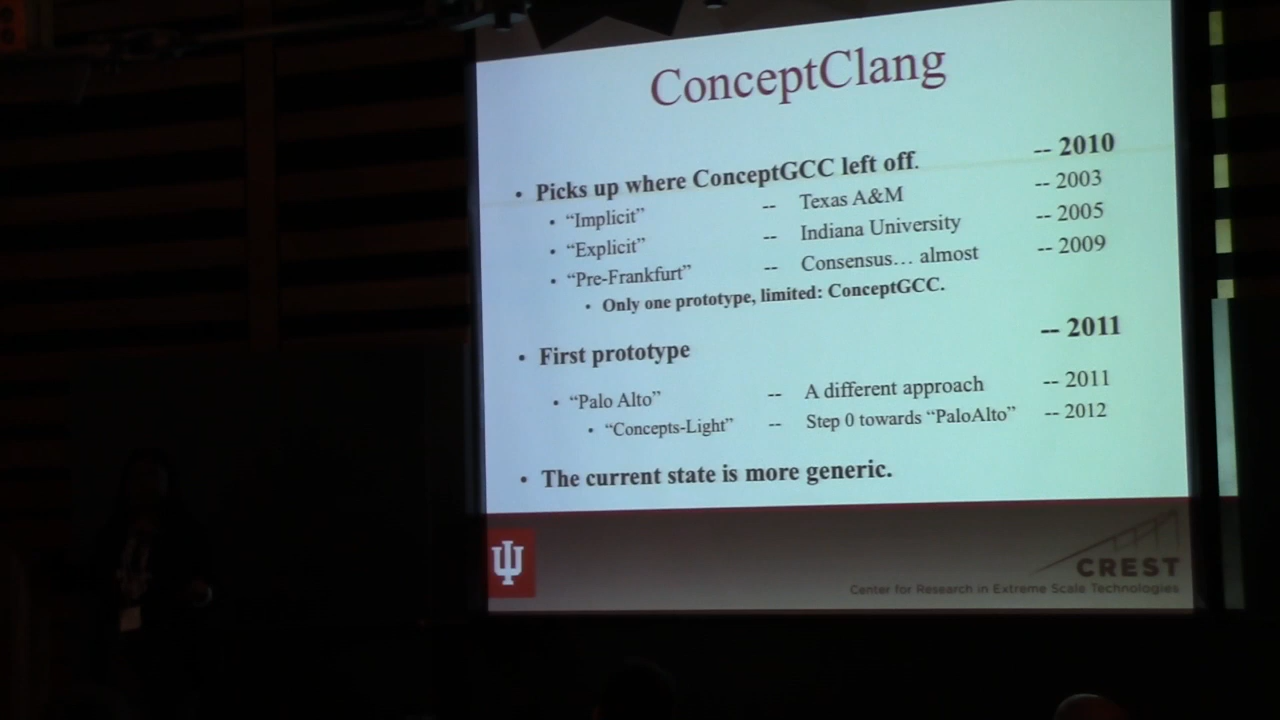 ConceptClang
• Picks up where ConceptGCC left off. -- 2010
• “Implicit” -- Texas A&M -- 2003
• “Explicit” -- Indiana University -- 2005
• “Pre-Frankfurt” -- Consensus… almost -- 2009
• Only one prototype, limited: ConceptGCC.
• First prototype -- 2011
• “Palo Alto” -- A different approach -- 2011
• “Concepts-Light” -- Step 0 towards “PaloAlto” -- 2012
• The current state is more generic.
CREST
Center for Research in Extreme Scale Technologies